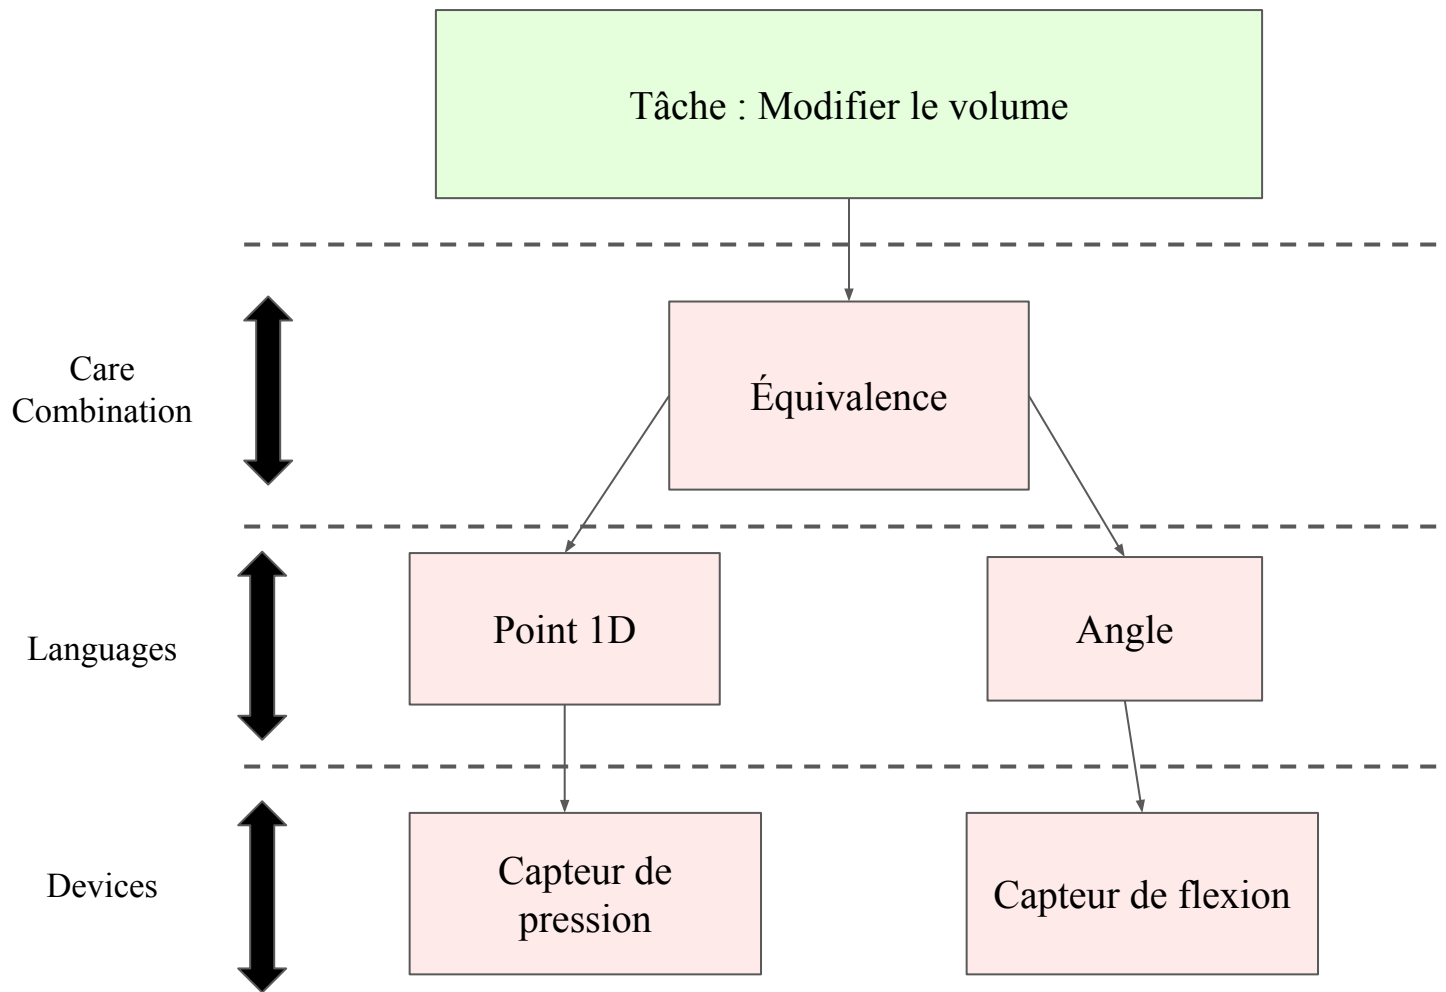 Tâche : Modifier le volume
Care
Combination
Équivalence
Languages
Point 1D
Angle
Devices
Capteur de
pression
Capteur de flexion